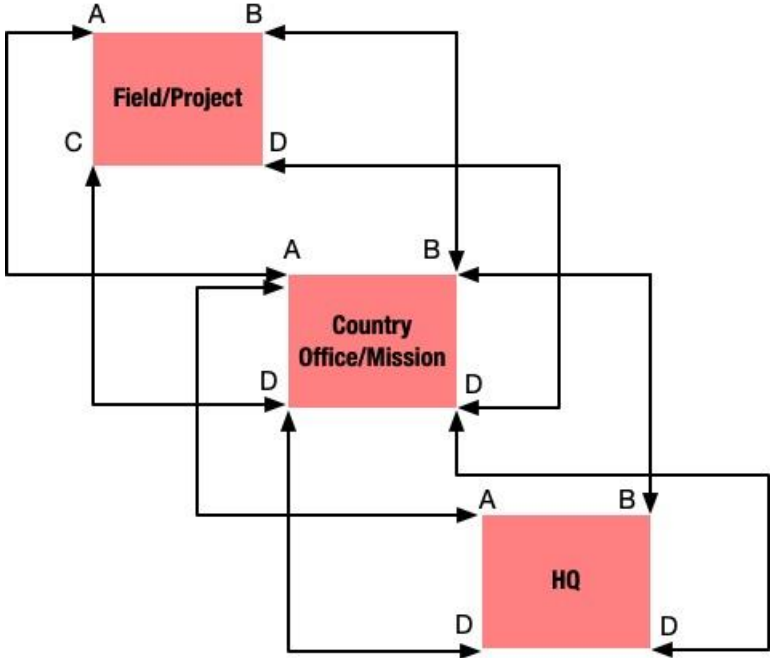 A B
Field/Project
C D
A B
Country
Office/Mission
D D
A B
HQ
D D